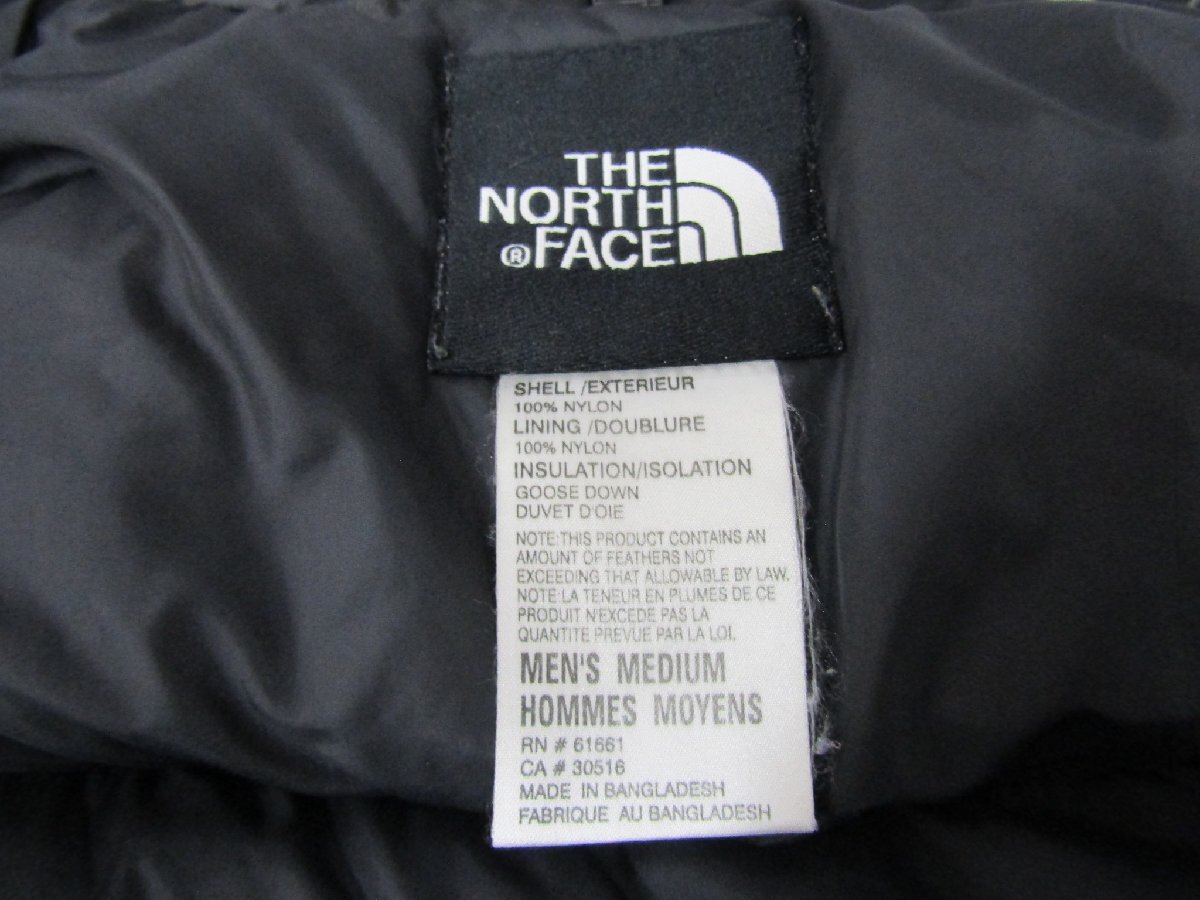 THE
NORTH
® FACE
SHELL /EXTERIEUR
100% NYLON
LINING /DOUBLURE
100% NYLON
INSULATION/ISOLATION
GOOSE DOWN
DUVET D'OIE
NOTE:THIS PRODUCT CONTAINS AN
AMOUNT OF FEATHERS NOT
EXCEEDING THAT ALLOWABLE BY LAW.
NOTE:LA TENEUR EN PLUMES DE CE
PRODUIT N'EXCEDE PAS LA
QUANTITE PREVUE PAR LA LOI.
MEN'S MEDIUM
HOMMES MOYENS
RN # 61661
CA # 30516
MADE IN BANGLADESH
FABRIQUE AU BANGLADESH